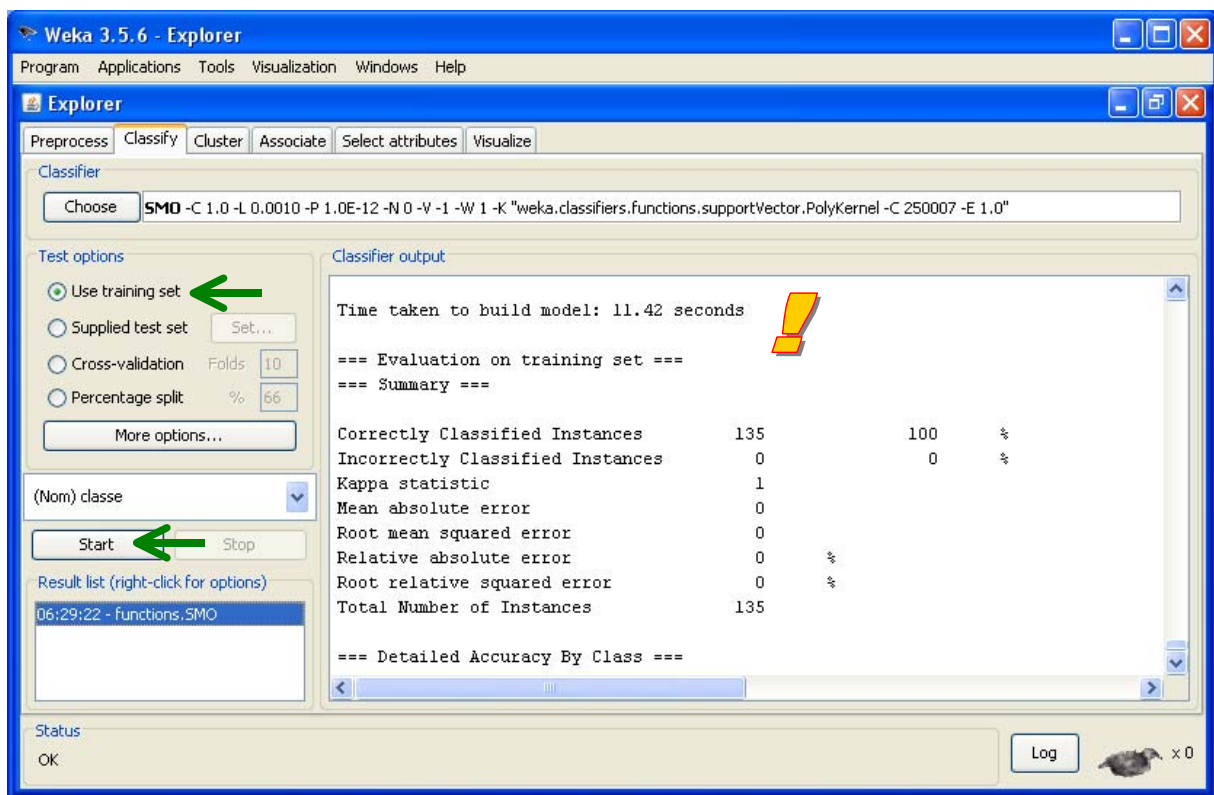 Weka 3.5.6 - Explorer
Program Applications Tools Visualization Windows Help
Explorer
Preprocess Classify Cluster Associate Select attributes Visualize
Classifier
Choose SMO -C 1.0 -L 0.0010 -P 1.0E-12 -N 0 -V -1 -W 1 -K "weka.classifiers.functions.supportVector.PolyKernel -C 250007 -E 1.0"
Test options
Use training set
Supplied test set Set...
Cross-validation Folds 10
Percentage split % 66
More options...
(Nom) classe
Start Stop
Result list (right-click for options)
06:29:22 - functions.SMO
Classifier output
Time taken to build model: 11.42 seconds
=== Evaluation on training set ===
=== Summary ===
Correctly Classified Instances 135 100 %
Incorrectly Classified Instances 0 0 %
Kappa statistic 1
Mean absolute error 0
Root mean squared error 0
Relative absolute error 0 %
Root relative squared error 0 %
Total Number of Instances 135
=== Detailed Accuracy By Class ===
!
Status
OK
Log x 0